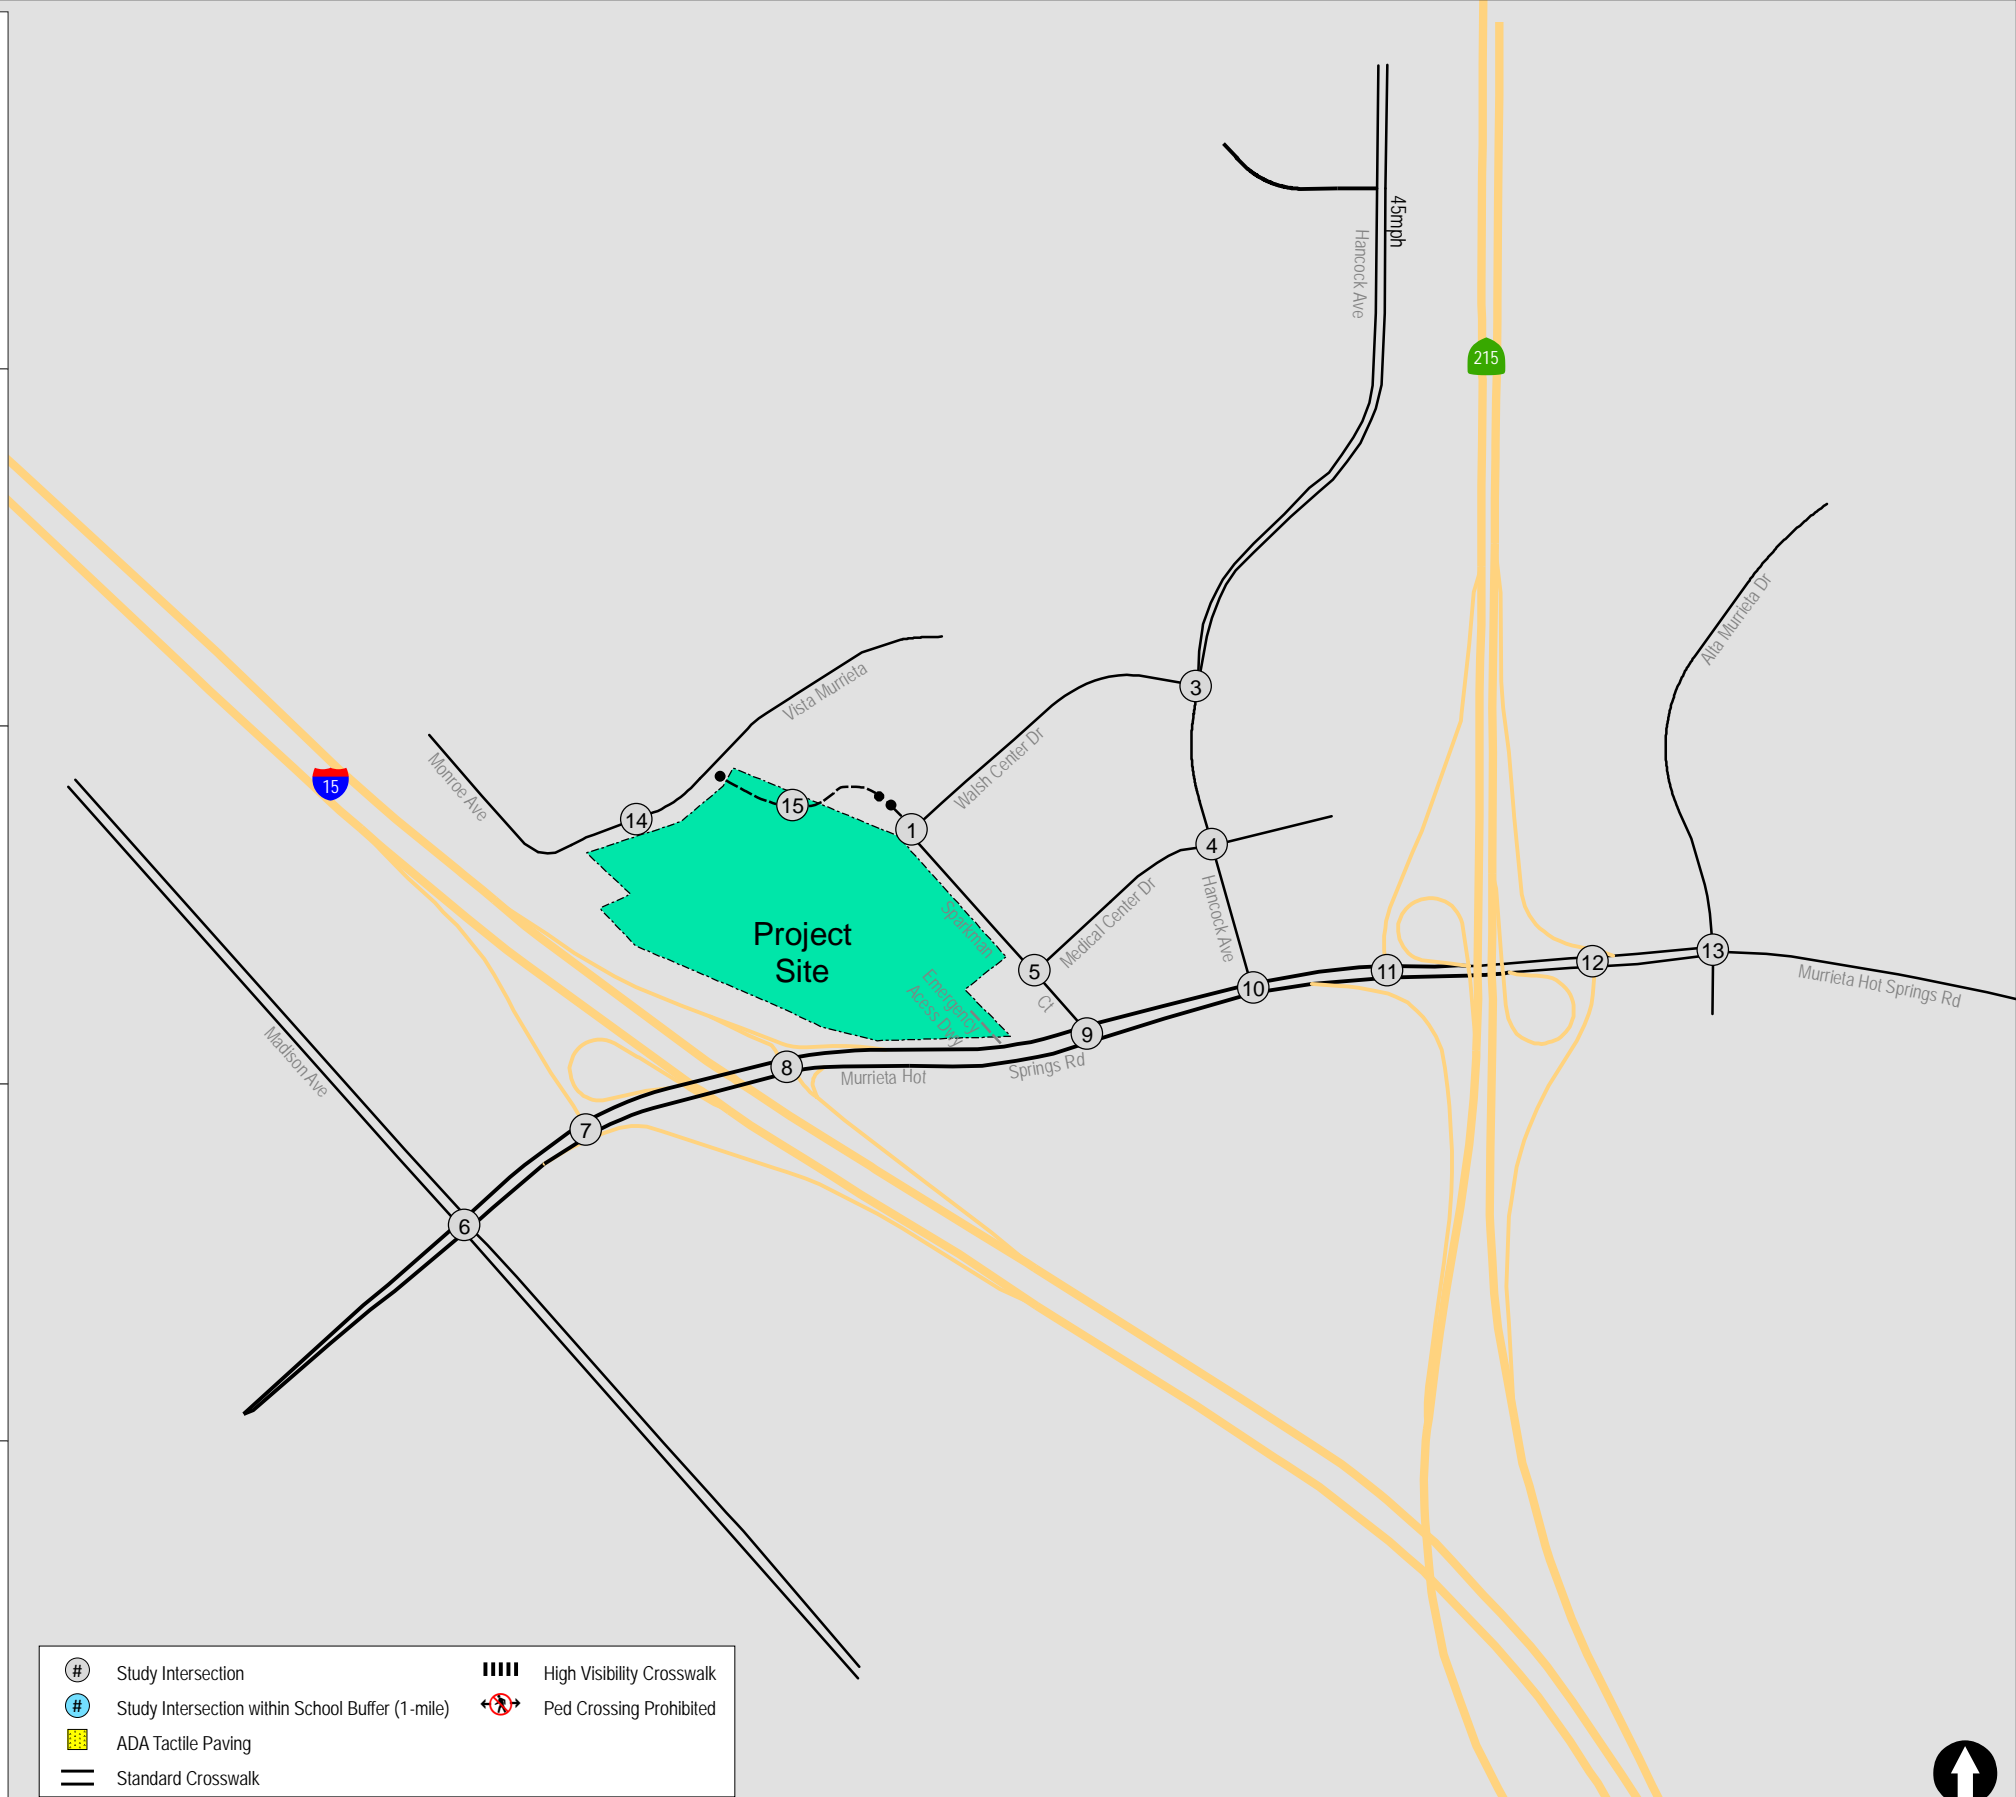 45mph
Hancock Ave
215
Alta Murrieta Dr
Vista Murrieta
3
Walsh Center Dr
Monroe Ave
15
14
15
1
4
Hancock Ave
Medical Center Dr
Sparkman
Ct
Project
Site
5
Emergency
Acess Dwy
13
12
11
10
Murrieta Hot Springs Rd
9
8
Murrieta Hot
Springs Rd
Madison Ave
7
6
# Study Intersection
# Study Intersection within School Buffer (1-mile)
ADA Tactile Paving
Standard Crosswalk
High Visibility Crosswalk
Ped Crossing Prohibited